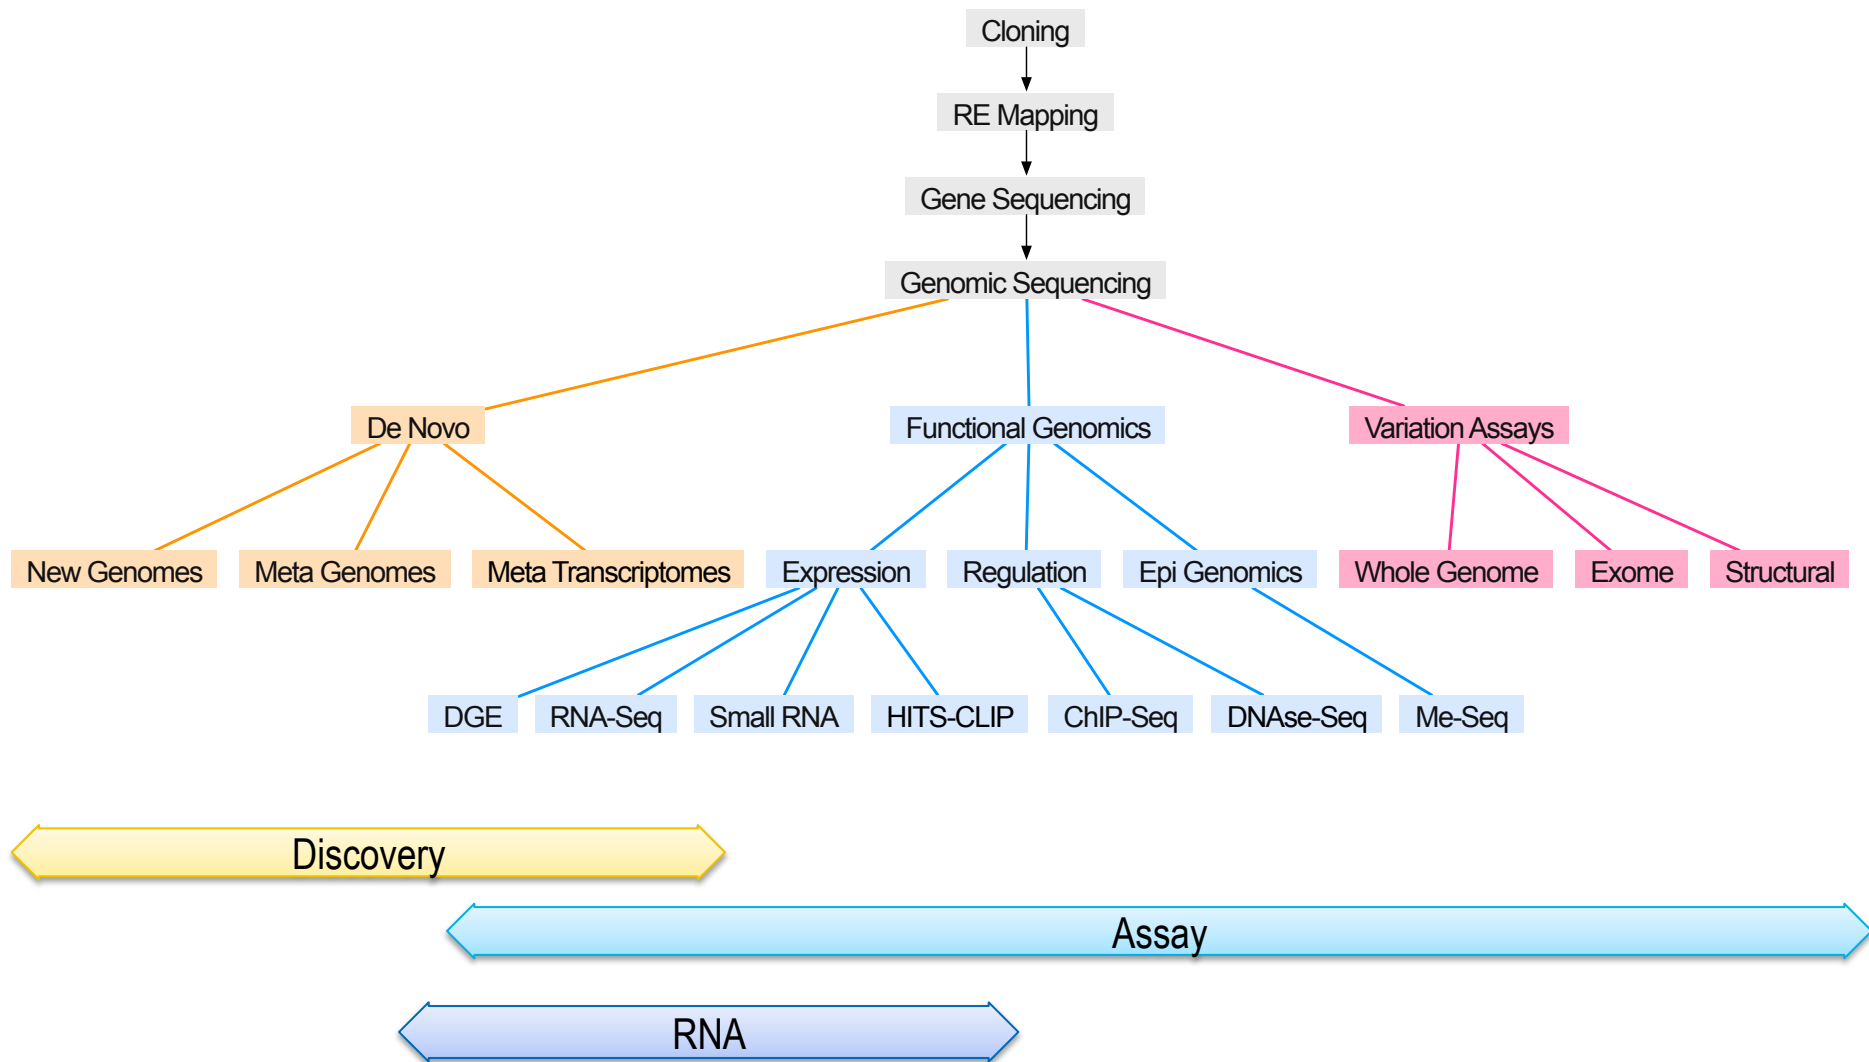 Cloning
RE Mapping
Gene Sequencing
Genomic Sequencing
De Novo
Functional Genomics
Variation Assays
New Genomes
Meta Genomes
Meta Transcriptomes
Expression
Regulation
Epi Genomics
Whole Genome
Exome
Structural
DGE
RNA-Seq
Small RNA
HITS-CLIP
ChIP-Seq
DNAse-Seq
Me-Seq
Discovery
Assay
RNA